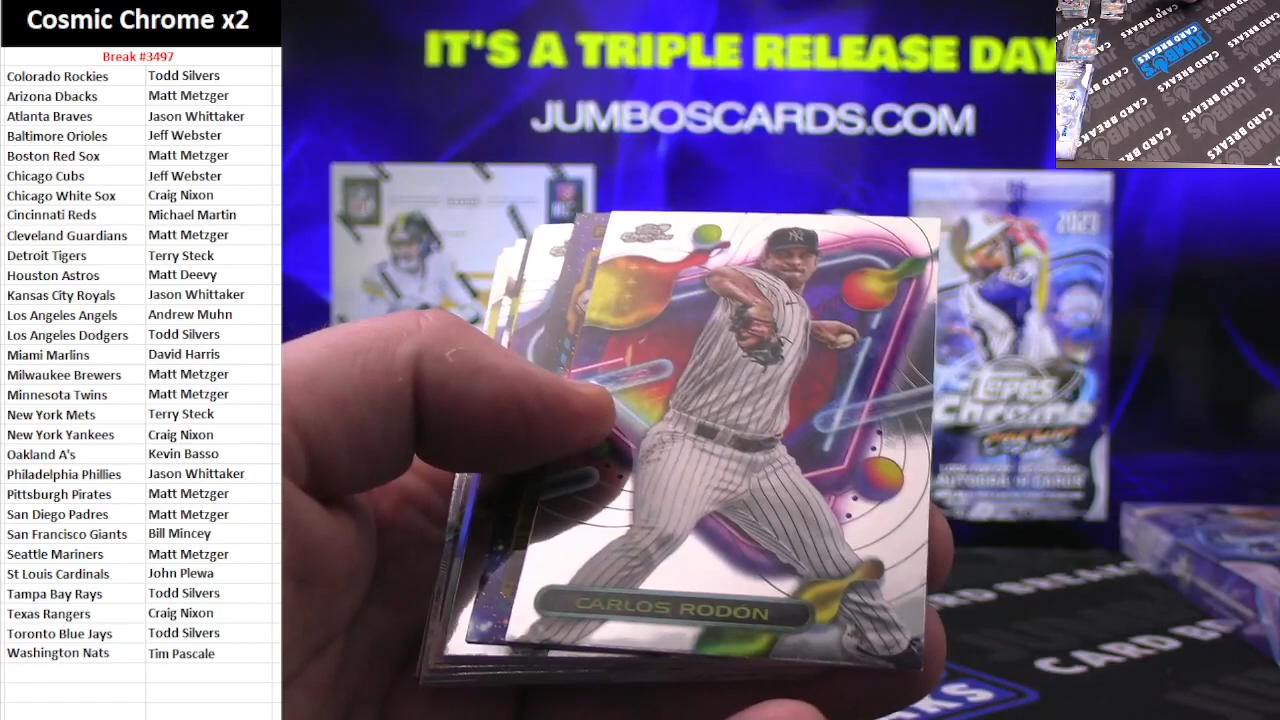 Cosmic Chrome x2
Break #3497
Colorado Rockies Todd Silvers
Arizona Dbacks Matt Metzger
Atlanta Braves Jason Whittaker
Baltimore Orioles Jeff Webster
Boston Red Sox Matt Metzger
Chicago Cubs Jeff Webster
Chicago White Sox Craig Nixon
Cincinnati Reds Michael Martin
Cleveland Guardians Matt Metzger
Detroit Tigers Terry Steck
Houston Astros Matt Deevy
Kansas City Royals Jason Whittaker
Los Angeles Angels Andrew Muhn
Los Angeles Dodgers Todd Silvers
Miami Marlins David Harris
Milwaukee Brewers Matt Metzger
Minnesota Twins Matt Metzger
New York Mets Terry Steck
New York Yankees Craig Nixon
Oakland A's Kevin Basso
Philadelphia Phillies Jason Whittaker
Pittsburgh Pirates Matt Metzger
San Diego Padres Matt Metzger
San Francisco Giants Bill Mincey
Seattle Mariners Matt Metzger
St Louis Cardinals John Plewa
Tampa Bay Rays Todd Silvers
Texas Rangers Craig Nixon
Toronto Blue Jays Todd Silvers
Washington Nats Tim Pascale
IT'S A TRIPLE RELEASE DAY
JUMBOSCARDS.COM
CARLOS RODÓN
2023
Topps
Chrome
JUMBO'S
CARD BREAKS
CARD BREAKS
CARD BREAKS